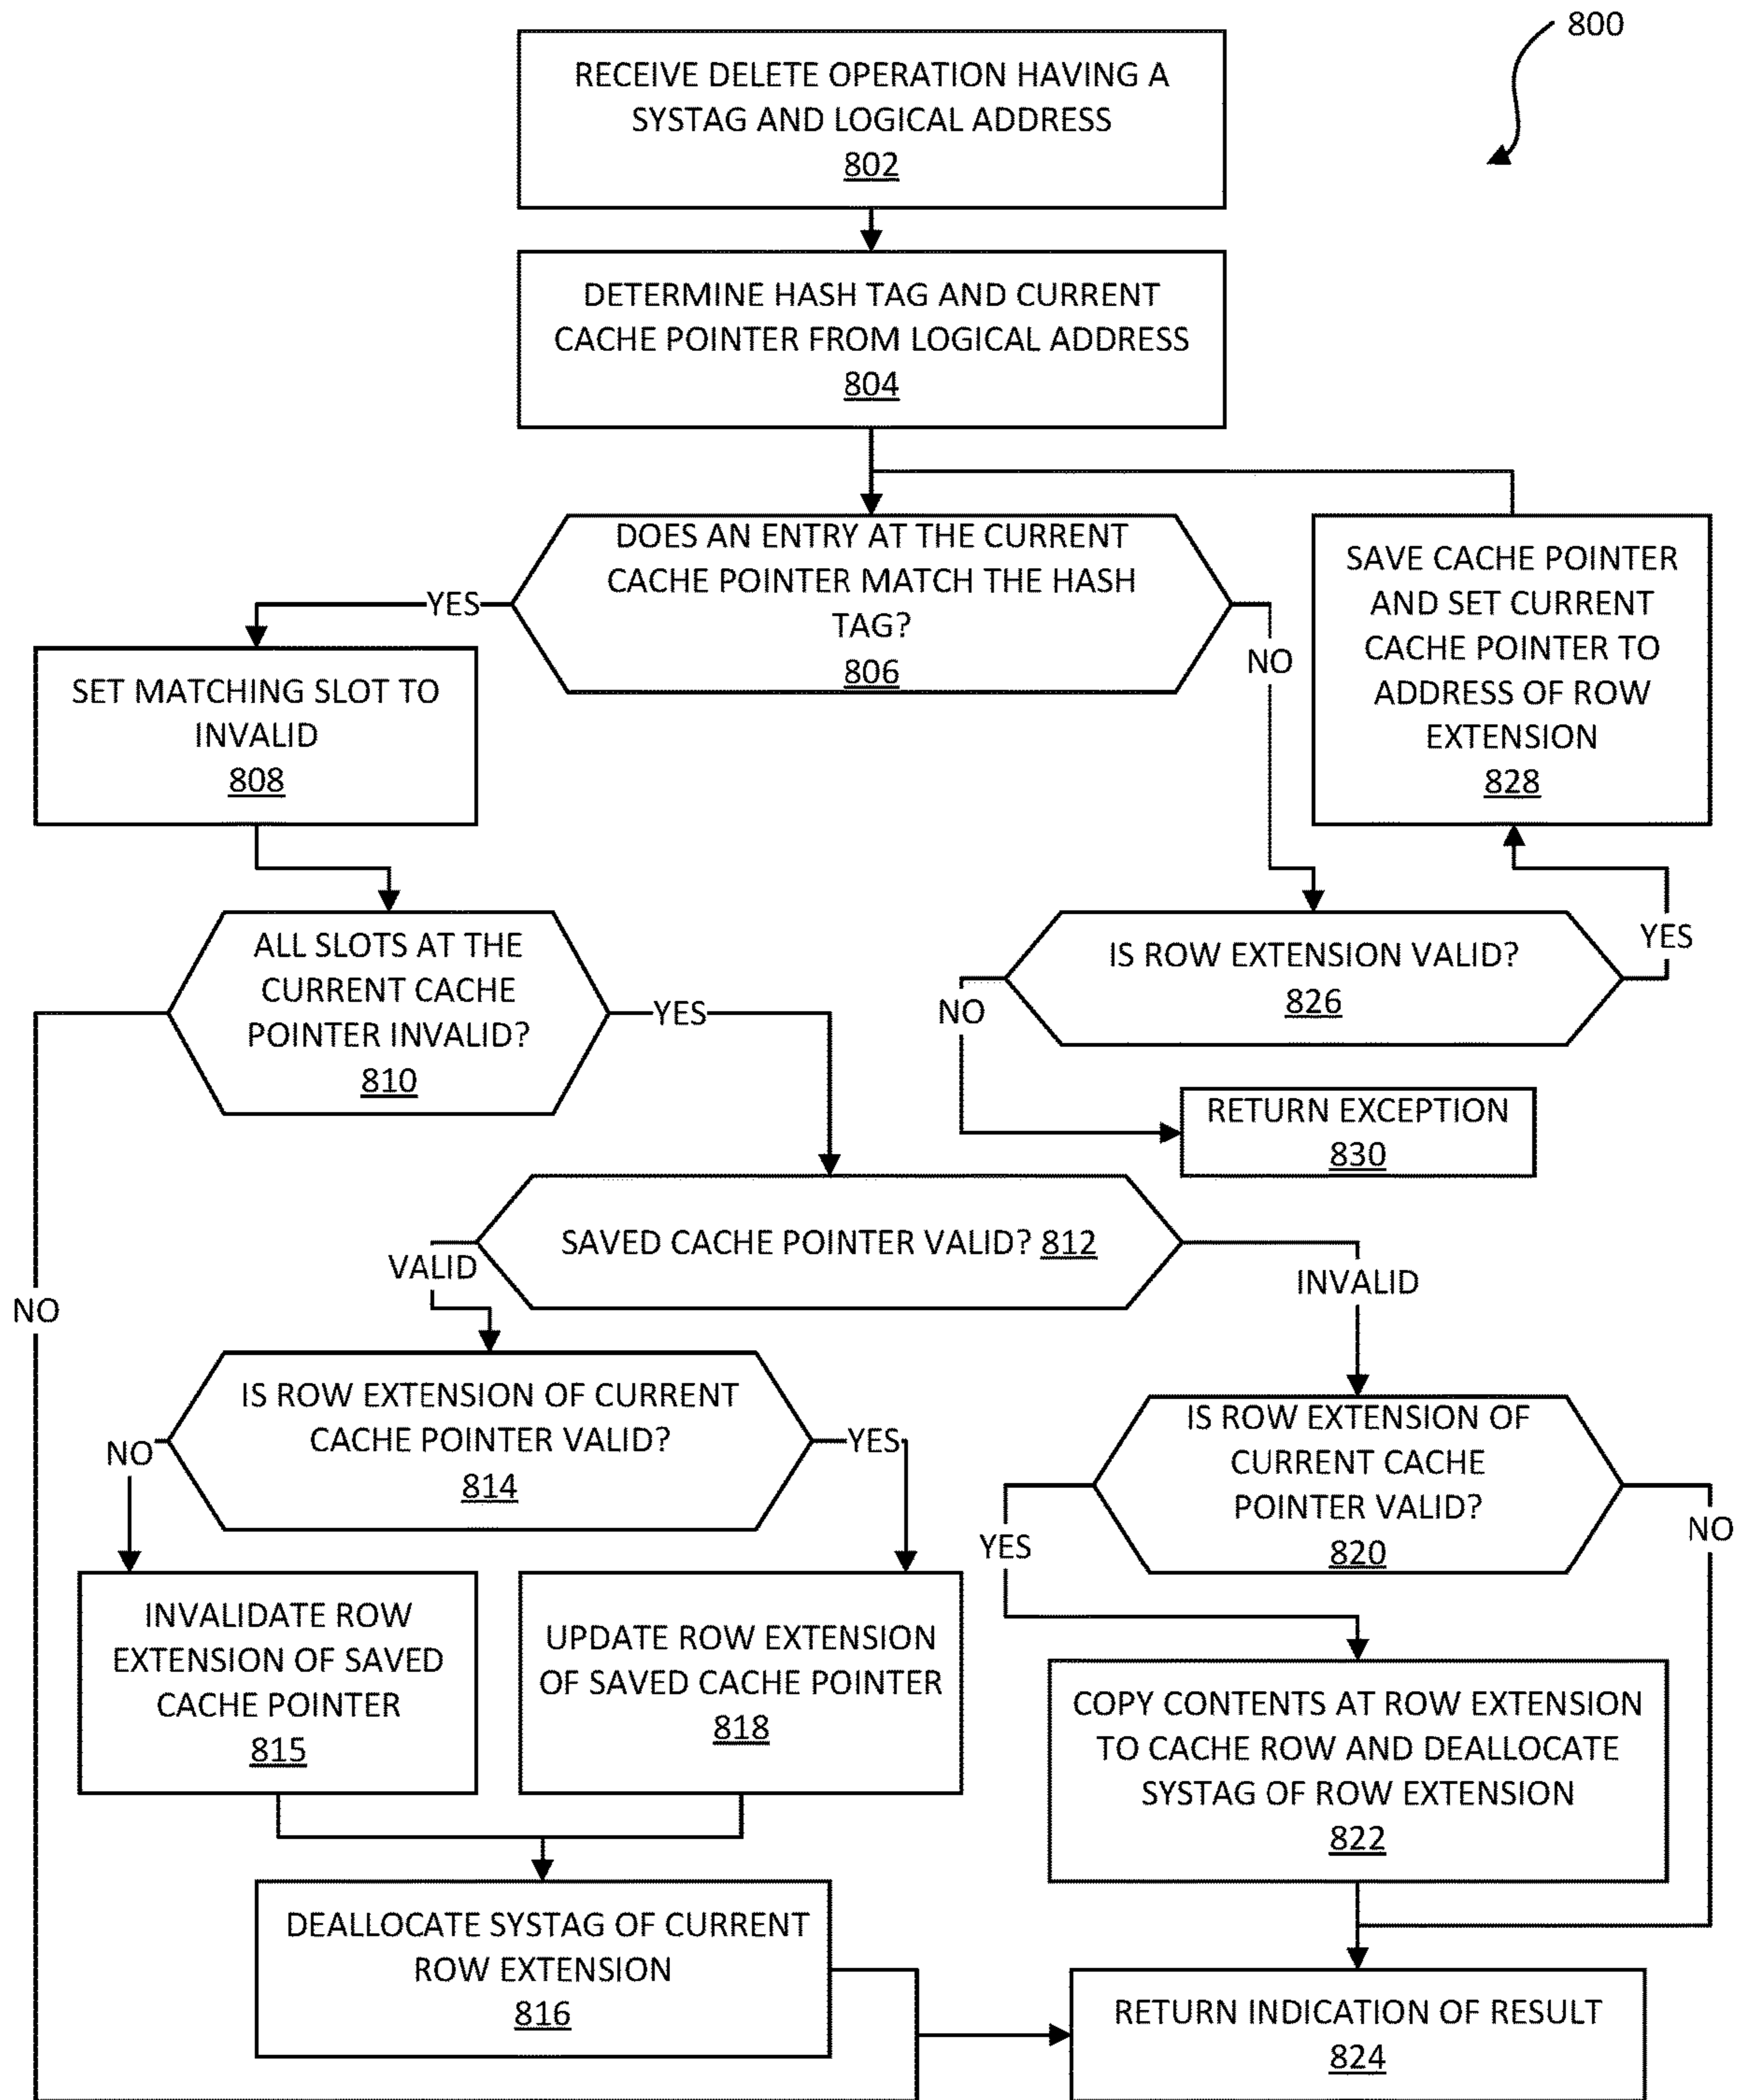 800
RECEIVE DELETE OPERATION HAVING A
SYSTAG AND LOGICAL ADDRESS
802
DETERMINE HASH TAG AND CURRENT
CACHE POINTER FROM LOGICAL ADDRESS
804
DOES AN ENTRY AT THE CURRENT
CACHE POINTER MATCH THE HASH
TAG?
806
YES
NO
SAVE CACHE POINTER
AND SET CURRENT
CACHE POINTER TO
ADDRESS OF ROW
EXTENSION
828
SET MATCHING SLOT TO
INVALID
808
ALL SLOTS AT THE
CURRENT CACHE
POINTER INVALID?
810
YES
NO
IS ROW EXTENSION VALID?
826
YES
NO
RETURN EXCEPTION
830
SAVED CACHE POINTER VALID? 812
VALID
INVALID
IS ROW EXTENSION OF CURRENT
CACHE POINTER VALID?
814
NO
YES
IS ROW EXTENSION OF
CURRENT CACHE
POINTER VALID?
820
YES
NO
INVALIDATE ROW
EXTENSION OF SAVED
CACHE POINTER
815
UPDATE ROW EXTENSION
OF SAVED CACHE POINTER
818
COPY CONTENTS AT ROW EXTENSION
TO CACHE ROW AND DEALLOCATE
SYSTAG OF ROW EXTENSION
822
DEALLOCATE SYSTAG OF CURRENT
ROW EXTENSION
816
RETURN INDICATION OF RESULT
824